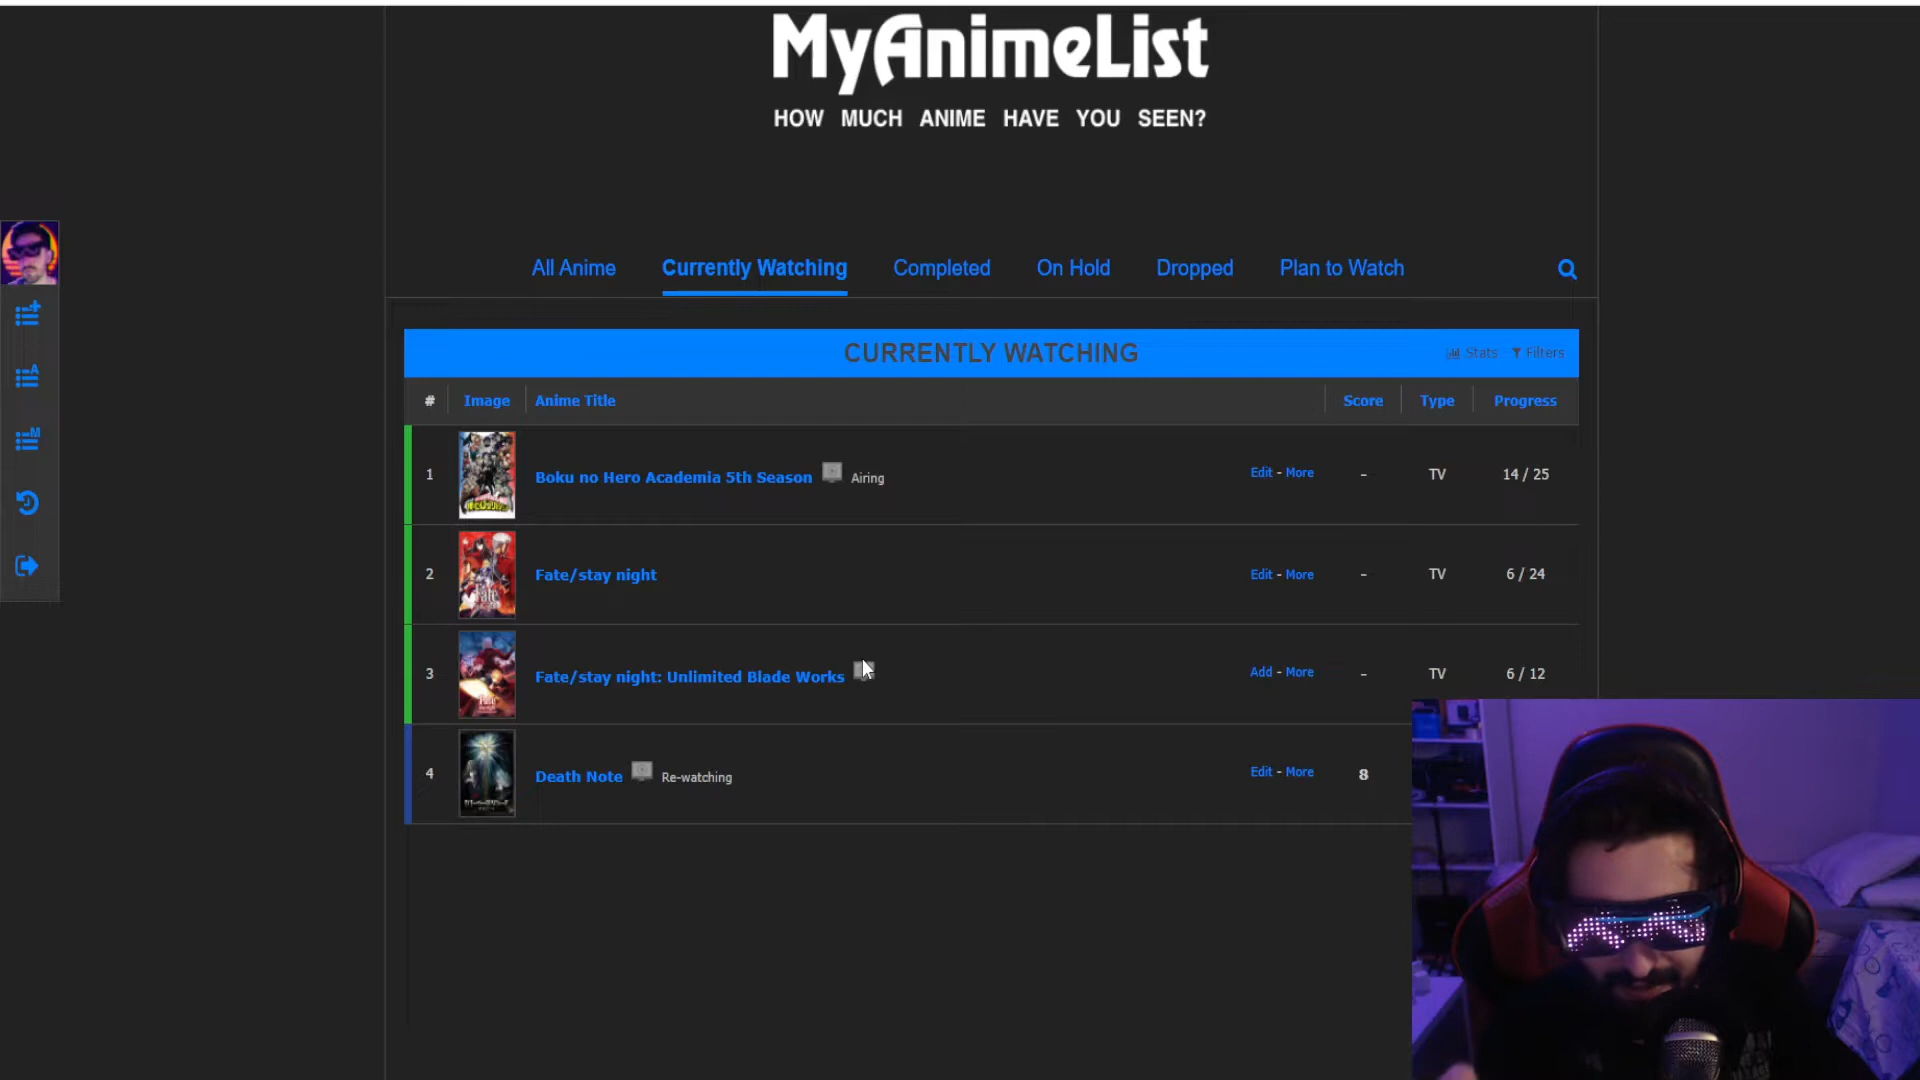 MyAnimeList
HOW MUCH ANIME HAVE YOU SEEN?
All Anime Currently Watching Completed On Hold Dropped Plan to Watch
CURRENTLY WATCHING Stats Filters
# Image Anime Title Score Type Progress
1 Boku no Hero Academia 5th Season Airing Edit - More - TV 14 / 25
2 Fate/stay night Edit - More - TV 6 / 24
3 Fate/stay night: Unlimited Blade Works Add - More - TV 6 / 12
4 Death Note Re-watching Edit - More 8
A
M